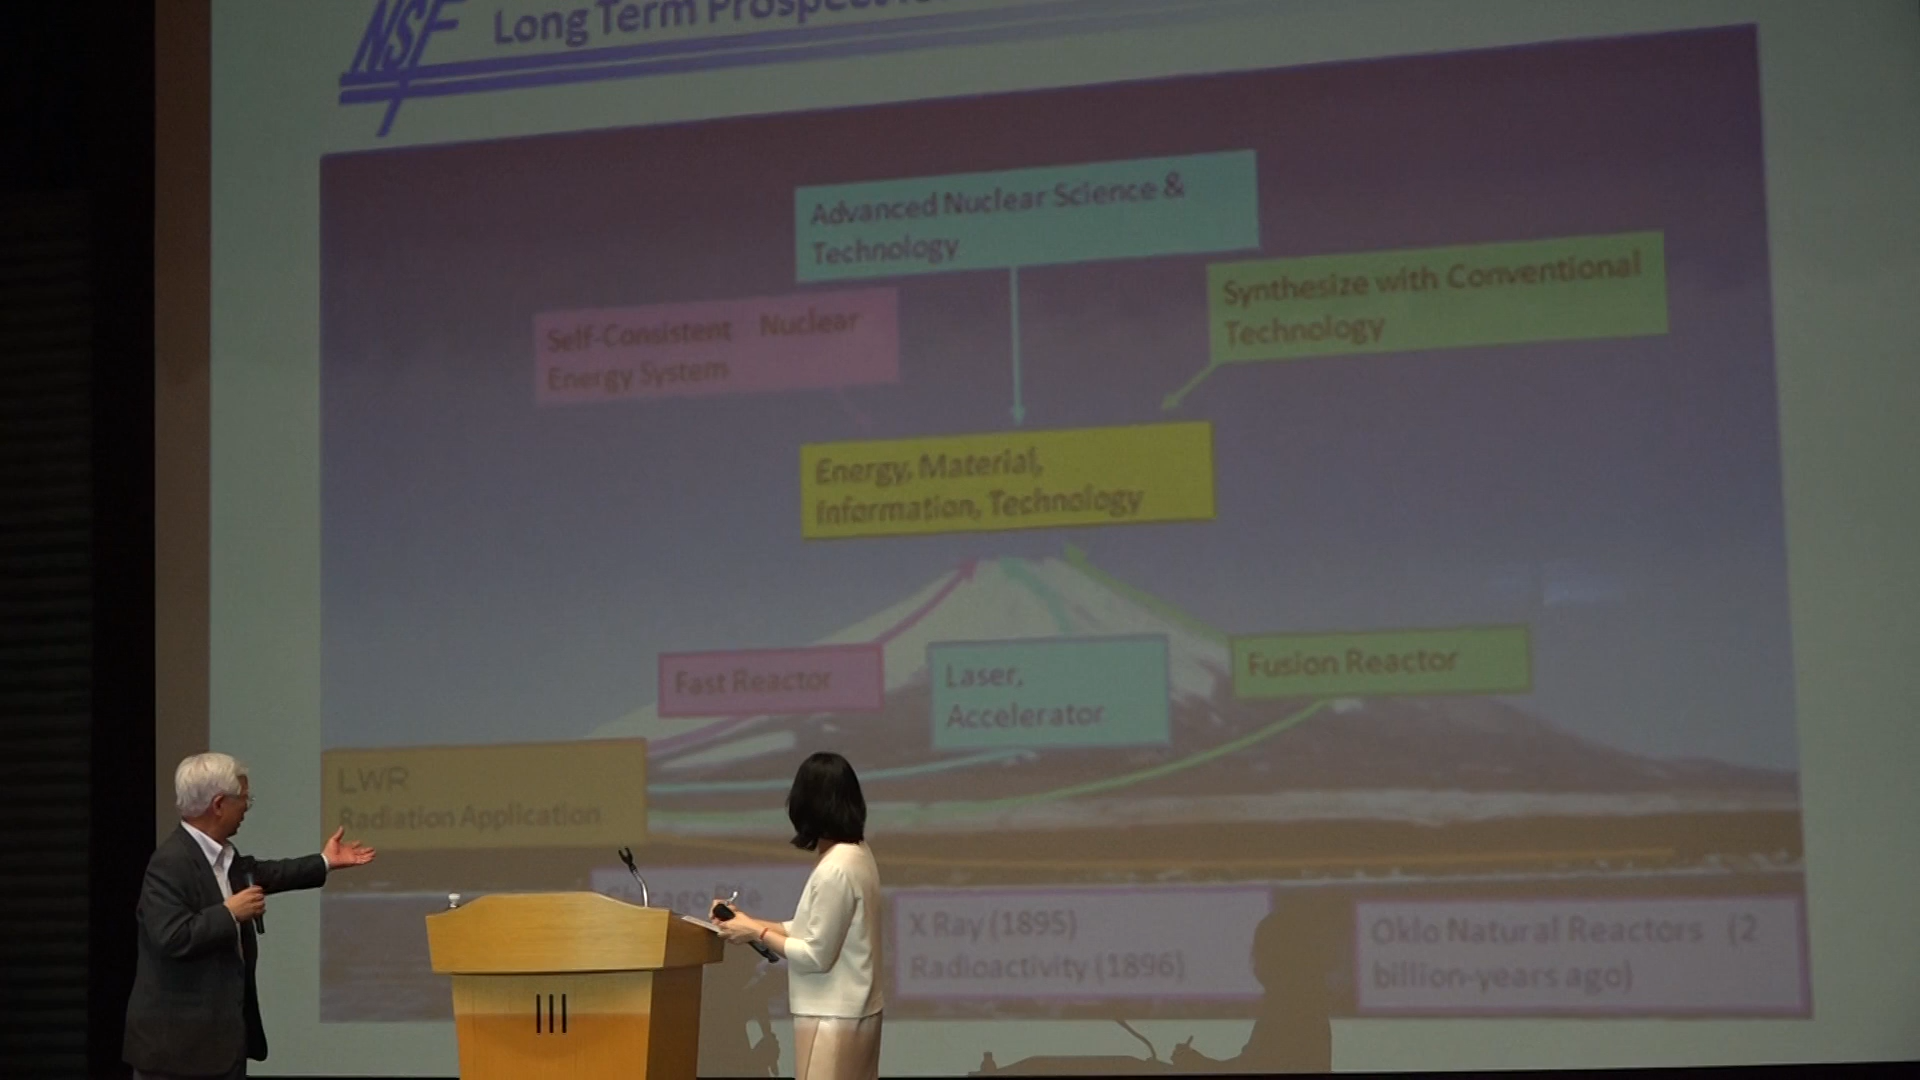 NSF
Long Term Prospect
Advanced Nuclear Science &
Technology
Synthesize with Conventional
Technology
Self-Consistent Nuclear
Energy System
Energy, Material,
Information, Technology
Fast Reactor
Laser,
Accelerator
Fusion Reactor
LWR
Radiation Application
Pile
X Ray (1895)
Radioactivity (1896)
Oklo Natural Reactors (2
billion-years ago)